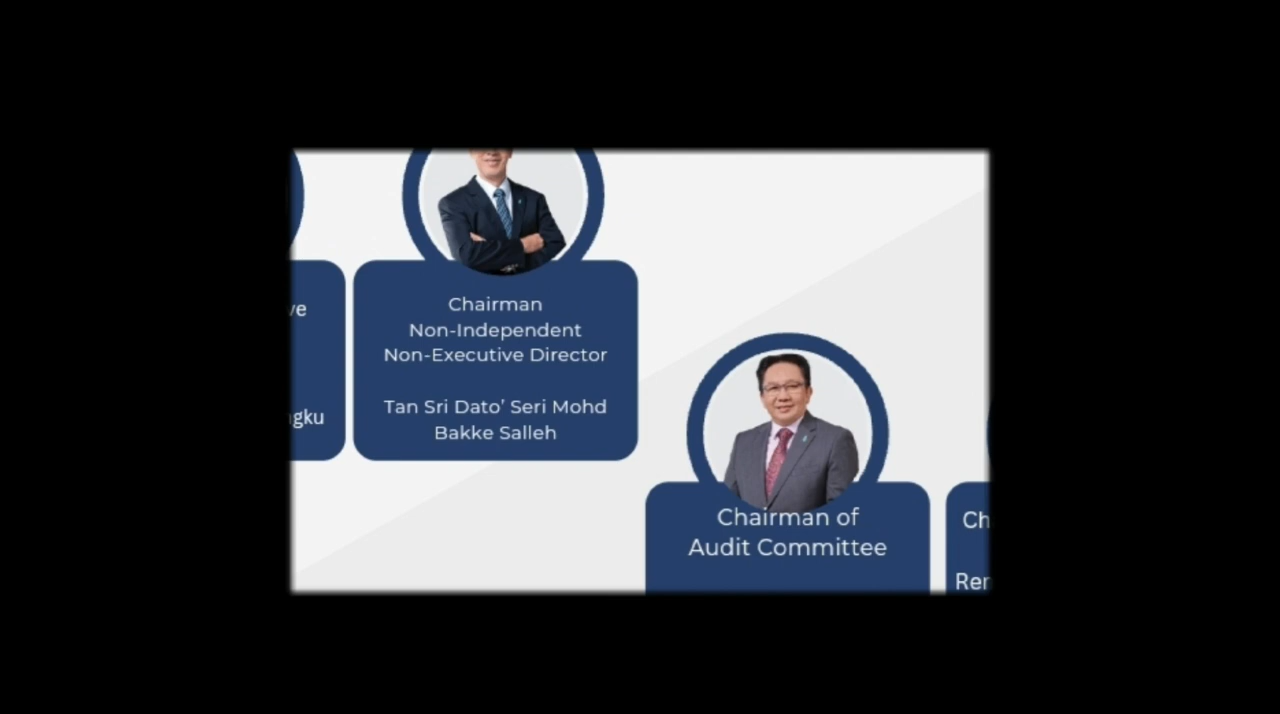 Chairman
Non-Independent
Non-Executive Director
Tan Sri Dato’ Seri Mohd
Bakke Salleh
Chairman of
Audit Committee